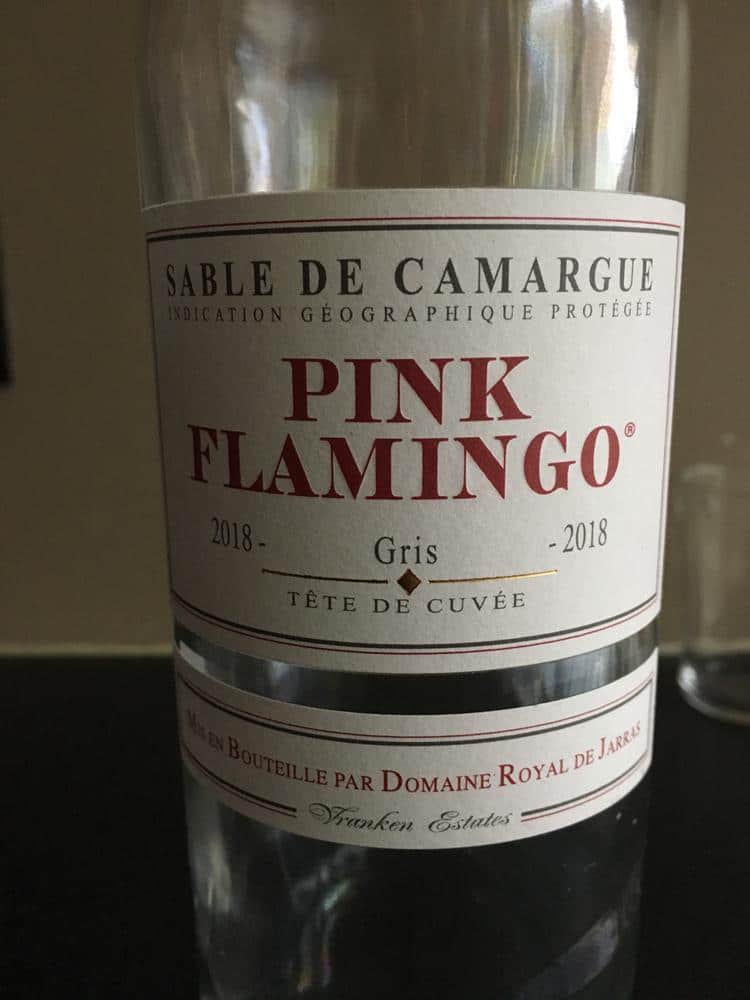 SABLE DE CAMARGUE
INDICATION GÉOGRAPHIQUE PROTÉGÉE
PINK
FLAMINGO®
2018 - Gris - 2018
TÊTE DE CUVÉE
MIS EN BOUTEILLE PAR DOMAINE ROYAL DE JARRAS
Vranken Estates